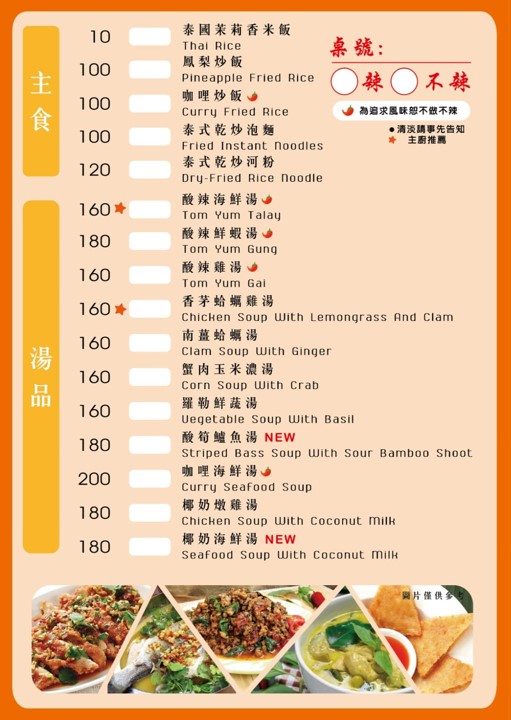 主食
10 泰國茉莉香米飯
Thai Rice
100 鳳梨炒飯
Pineapple Fried Rice
100 咖哩炒飯
Curry Fried Rice
100 泰式乾炒泡麵
Fried Instant Noodles
120 泰式乾炒河粉
Dry-Fried Rice Noodle
桌號:
辣 不辣
為追求風味恕不做不辣
●清淡請事先告知
主廚推薦
湯品
160 酸辣海鮮湯
Tom Yum Talay
180 酸辣鮮蝦湯
Tom Yum Gung
160 酸辣雞湯
Tom Yum Gai
160 香茅蛤蠣雞湯
Chicken Soup With Lemongrass And Clam
160 南薑蛤蠣湯
Clam Soup With Ginger
160 蟹肉玉米濃湯
Corn Soup With Crab
160 羅勒鮮蔬湯
Vegetable Soup With Basil
180 酸筍鱸魚湯 NEW
Striped Bass Soup With Sour Bamboo Shoot
200 咖哩海鮮湯
Curry Seafood Soup
180 椰奶燉雞湯
Chicken Soup With Coconut Milk
180 椰奶海鮮湯 NEW
Seafood Soup With Coconut Milk
圖片僅供參考